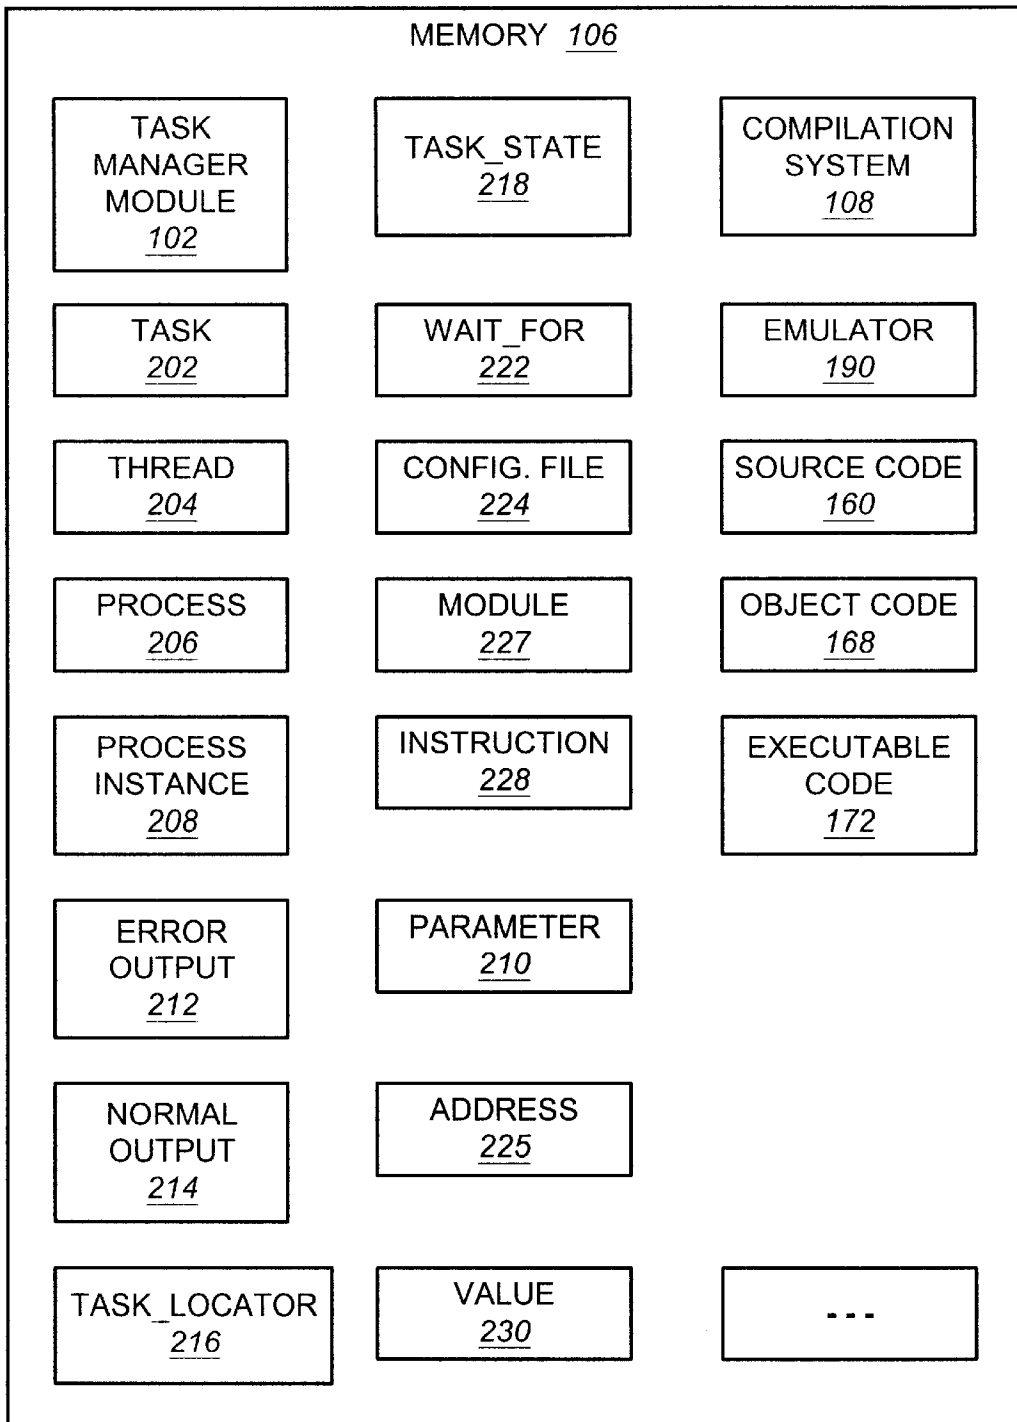 MEMORY 106
TASK
MANAGER
MODULE
102
TASK_STATE
218
COMPILATION
SYSTEM
108
TASK
202
WAIT_FOR
222
EMULATOR
190
THREAD
204
CONFIG. FILE
224
SOURCE CODE
160
PROCESS
206
MODULE
227
OBJECT CODE
168
PROCESS
INSTANCE
208
INSTRUCTION
228
EXECUTABLE
CODE
172
ERROR
OUTPUT
212
PARAMETER
210
NORMAL
OUTPUT
214
ADDRESS
225
TASK_LOCATOR
216
VALUE
230
---